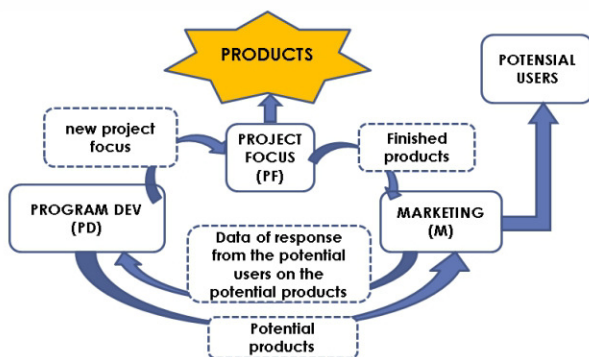 PRODUCTS
POTENSIAL
USERS
new project
focus
PROJECT
FOCUS
(PF)
Finished
products
PROGRAM DEV
(PD)
MARKETING
(M)
Data of response
from the potential
users on the
potential products
Potential
products